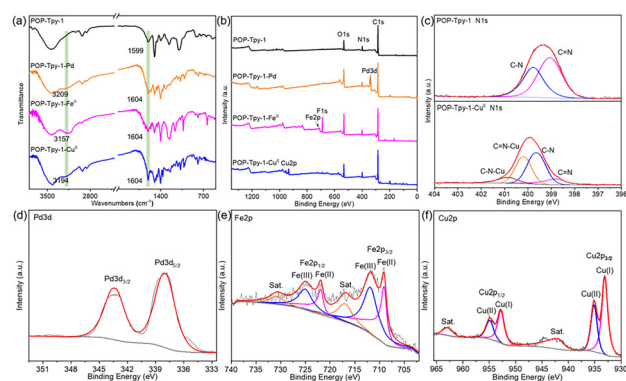 (a)
POP-Tpy-1
1599
POP-Tpy-1-Pd
3209
1604
POP-Tpy-1-Feᴵᴵ
3157
1604
POP-Tpy-1-Cuᴵᴵ
3194
1604
Transmittance
3500 2800 1400 700
Wavenumbers (cm⁻¹)
(b)
C1s
POP-Tpy-1
O1s
N1s
POP-Tpy-1-Pd
Pd3d
POP-Tpy-1-Feᴵᴵ
F1s
Fe2p
POP-Tpy-1-Cuᴵᴵ Cu2p
Intensity (a.u.)
1200 1000 800 600 400 200 0
Binding Energy (eV)
(c)
POP-Tpy-1 N1s
C=N
C-N
POP-Tpy-1-Cuᴵᴵ N1s
C=N-Cu
C-N
C-N-Cu
C=N
Intensity (a.u.)
404 403 402 401 400 399 398 397 396
Binding Energy (eV)
(d)
Pd3d
Pd3d₅/₂
Pd3d₃/₂
Intensity (a.u.)
351 348 345 342 339 336 333
Binding Energy (eV)
(e)
Fe2p
Fe2p₃/₂
Fe2p₁/₂
Fe(III) Fe(II)
Fe(III) Fe(II)
Sat.
Sat.
Intensity (a.u.)
740 735 730 725 720 715 710 705 700
Binding Energy (eV)
(f)
Cu2p
Cu2p₃/₂
Cu(I)
Cu2p₁/₂
Cu(I)
Cu(II)
Cu(II)
Sat.
Sat.
Intensity (a.u.)
965 960 955 950 945 940 935 930
Binding Energy (eV)